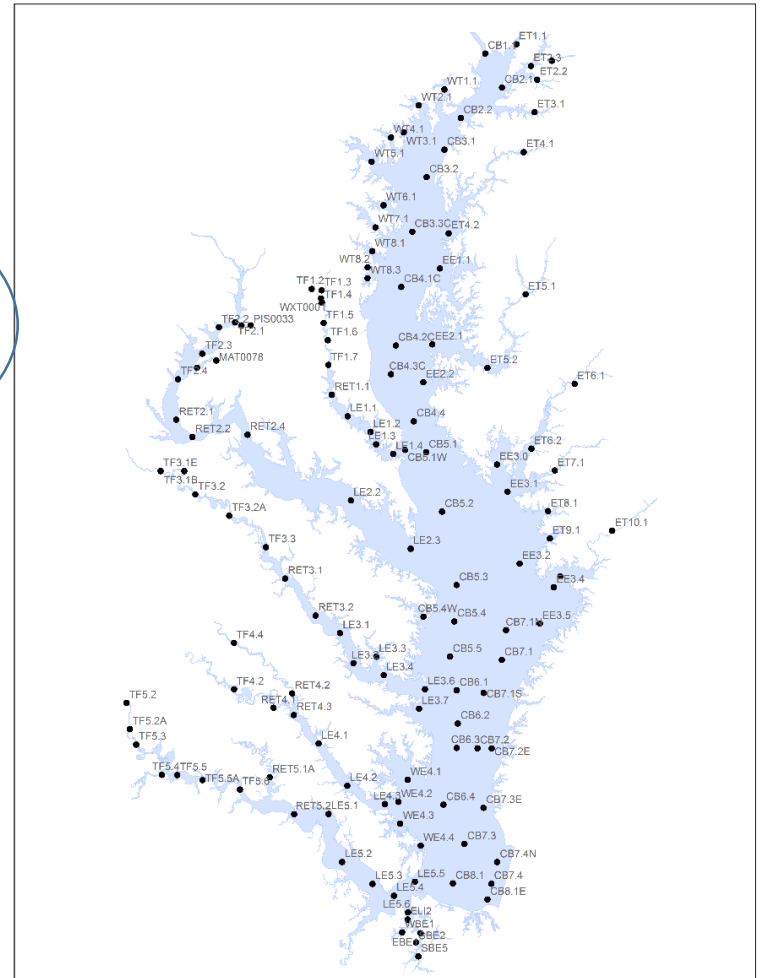 ET1.1
CB1.1
ET2.3
ET2.2
CB2.1
WT1.1
WT2.1
ET3.1
CB2.2
WT4.1
WT3.1
CB3.1
ET4.1
WT5.1
CB3.2
WT6.1
WT7.1
CB3.3C
ET4.2
WT8.1
WT8.2
WT8.3
EE1.1
CB4.1C
TF1.2
TF1.3
TF1.4
ET5.1
WXT0001
TF1.5
TF2.2
PIS0033
TF2.1
TF1.6
CB4.2C
EE2.1
TF2.3
MAT0078
TF1.7
ET5.2
TF2.4
CB4.3C
EE2.2
ET6.1
RET1.1
RET2.1
LE1.1
CB4.4
RET2.2
RET2.4
LE1.2
LE1.3
LE1.4
CB5.1
CB5.1W
ET6.2
EE3.0
ET7.1
TF3.1E
TF3.1B
TF3.2
EE3.1
LE2.2
TF3.2A
CB5.2
ET8.1
ET10.1
ET9.1
TF3.3
LE2.3
EE3.2
RET3.1
CB5.3
EE3.4
RET3.2
CB5.4W
CB5.4
CB7.1N
EE3.5
LE3.1
TF4.4
LE3.2
LE3.3
CB5.5
CB7.1
LE3.4
TF4.2
RET4.2
LE3.6
CB6.1
CB7.1S
TF5.2
RET4.1
RET4.3
LE3.7
CB6.2
TF5.2A
TF5.3
LE4.1
CB6.3
CB7.2
CB7.2E
TF5.4
TF5.5
TF5.5A
RET5.1A
TF5.6
LE4.2
WE4.1
LE4.3
WE4.2
CB6.4
CB7.3E
RET5.2
LE5.1
WE4.3
WE4.4
CB7.3
LE5.2
CB7.4N
LE5.3
LE5.5
CB8.1
CB7.4
LE5.4
CB8.1E
LE5.6
ELI2
WBE1
SBE2
SBE5